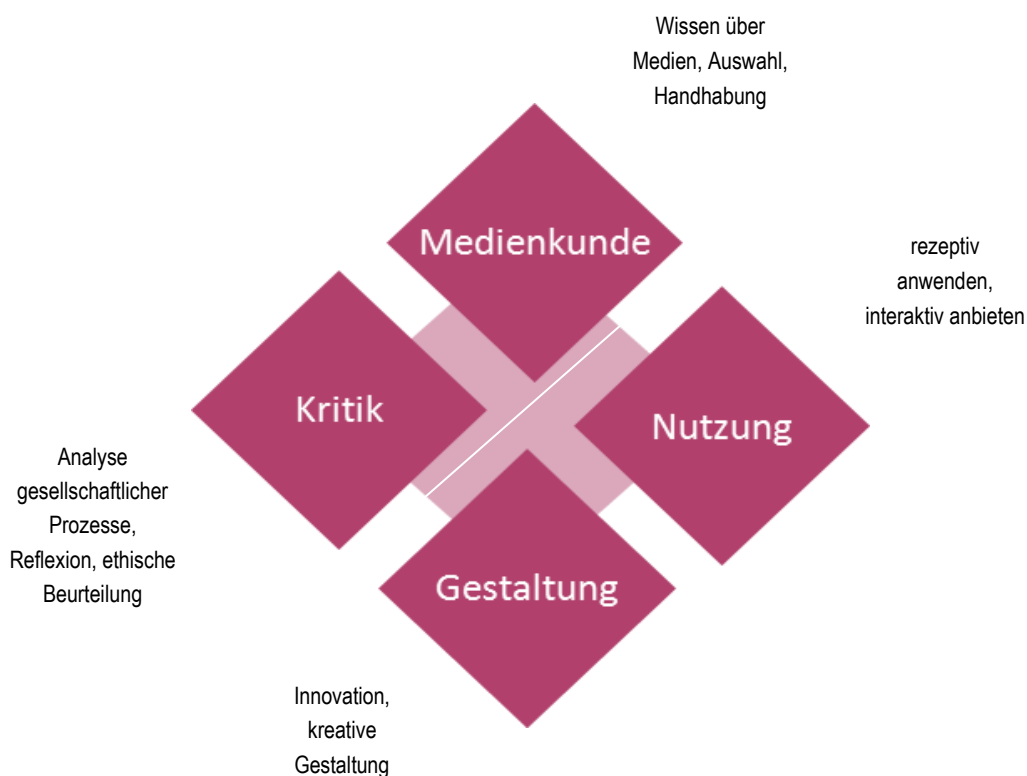 Wissen über
Medien, Auswahl,
Handhabung
Medienkunde
rezeptiv
anwenden,
interaktiv anbieten
Kritik
Nutzung
Analyse
gesellschaftlicher
Prozesse,
Reflexion, ethische
Beurteilung
Gestaltung
Innovation,
kreative
Gestaltung